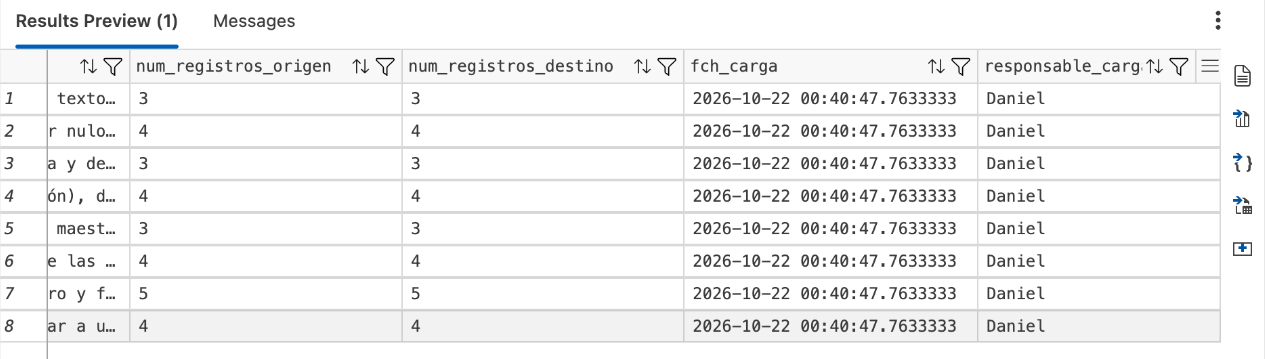 Results Preview (1) Messages
num_registros_origen num_registros_destino fch_carga responsable_carg
1 texto… 3 3 2026-10-22 00:40:47.7633333 Daniel
2 r nulo… 4 4 2026-10-22 00:40:47.7633333 Daniel
3 a y de… 3 3 2026-10-22 00:40:47.7633333 Daniel
4 ón), d… 4 4 2026-10-22 00:40:47.7633333 Daniel
5 maest… 3 3 2026-10-22 00:40:47.7633333 Daniel
6 e las … 4 4 2026-10-22 00:40:47.7633333 Daniel
7 ro y f… 5 5 2026-10-22 00:40:47.7633333 Daniel
8 ar a u… 4 4 2026-10-22 00:40:47.7633333 Daniel